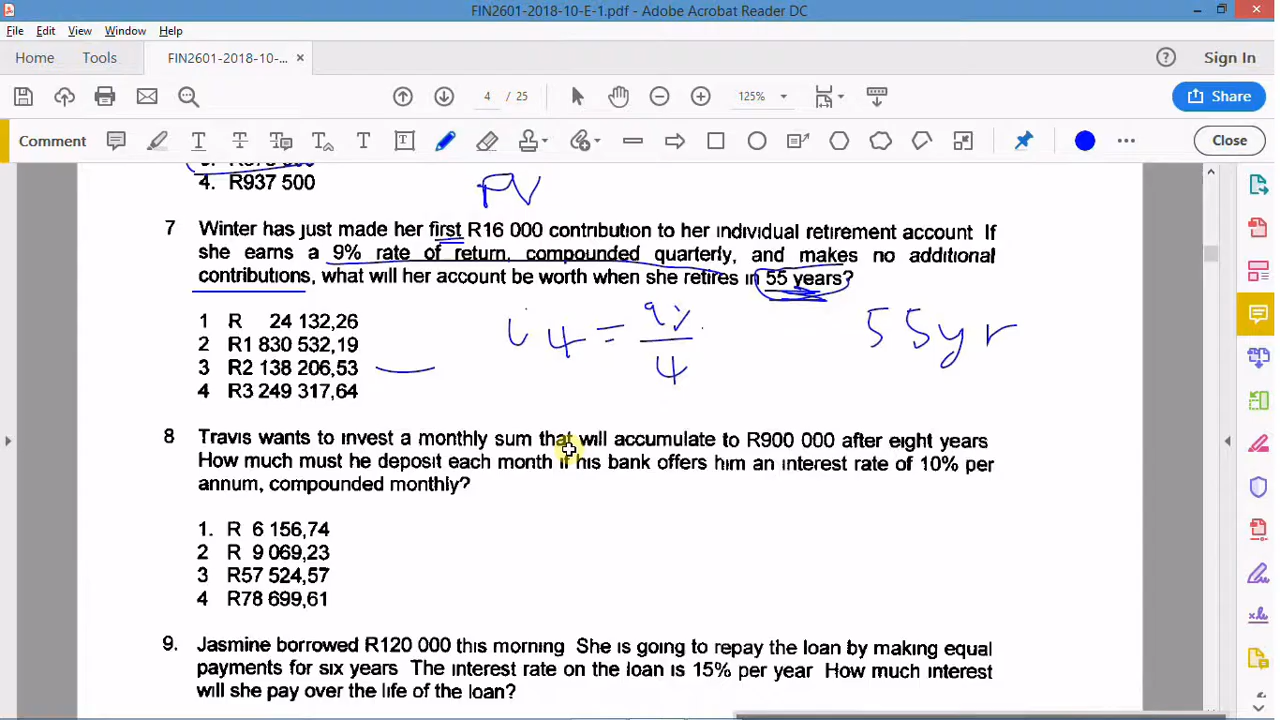 FIN2601-2018-10-E-1.pdf - Adobe Acrobat Reader DC
File Edit View Window Help
Home Tools FIN2601-2018-10-... × Sign In
4 / 25 125% Share
Comment Close
4. R937 500
PV
7 Winter has just made her first R16 000 contribution to her individual retirement account If
she earns a 9% rate of return, compounded quarterly, and makes no additional
contributions, what will her account be worth when she retires in 55 years?
1 R 24 132,26
2 R1 830 532,19
3 R2 138 206,53
4 R3 249 317,64
i4 = 9%
4
55yr
8 Travis wants to invest a monthly sum that will accumulate to R900 000 after eight years
How much must he deposit each month if his bank offers him an interest rate of 10% per
annum, compounded monthly?
1. R 6 156,74
2 R 9 069,23
3 R57 524,57
4 R78 699,61
9. Jasmine borrowed R120 000 this morning She is going to repay the loan by making equal
payments for six years The interest rate on the loan is 15% per year How much interest
will she pay over the life of the loan?